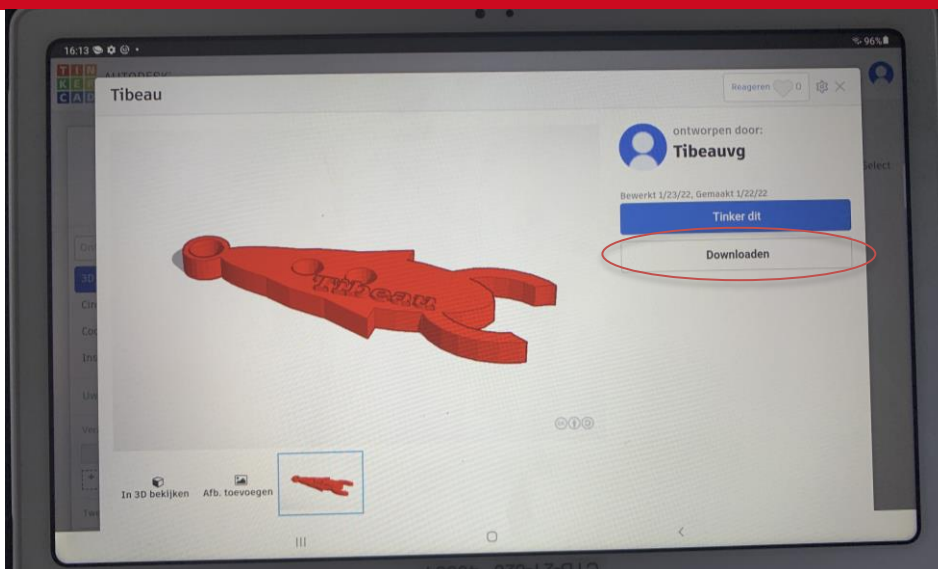 16:13
96%
TIN
KER
CAD
AUTODESK
Tibeau
Reageren 0
ontworpen door:
Tibeauvg
Select
Bewerkt 1/23/22, Gemaakt 1/22/22
Tinker dit
Downloaden
Tibeau
3D
In 3D bekijken
Afb. toevoegen